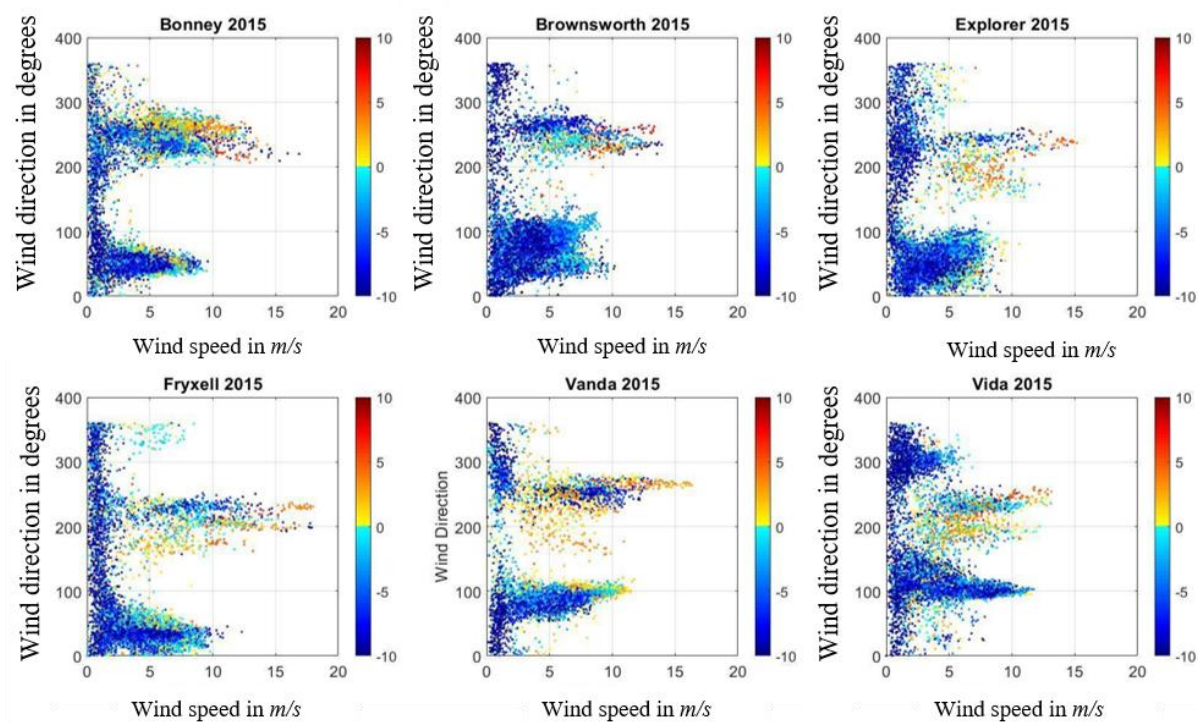 Bonney 2015
Brownsworth 2015
Explorer 2015
Wind direction in degrees
400
300
200
100
0
0 5 10 15 20
10
5
0
-5
-10
Wind speed in m/s
Wind direction in degrees
400
300
200
100
0
0 5 10 15 20
10
5
0
-5
-10
Wind speed in m/s
Wind direction in degrees
400
300
200
100
0
0 5 10 15 20
10
5
0
-5
-10
Wind speed in m/s
Fryxell 2015
Vanda 2015
Vida 2015
Wind direction in degrees
400
300
200
100
0
0 5 10 15 20
10
5
0
-5
-10
Wind speed in m/s
Wind Direction
400
300
200
100
0
0 5 10 15 20
10
5
0
-5
-10
Wind speed in m/s
Wind direction in degrees
400
300
200
100
0
0 5 10 15 20
10
5
0
-5
-10
Wind speed in m/s